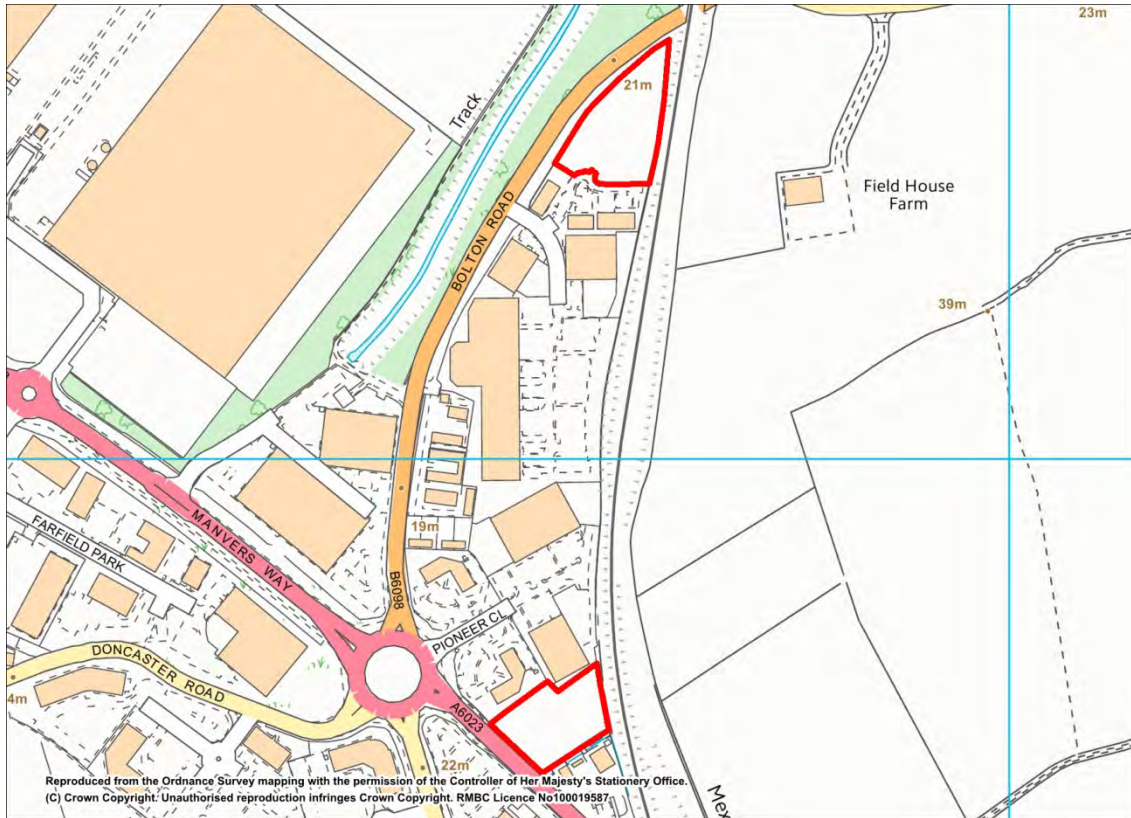 23m
21m
Track
Field House
Farm
BOLTON ROAD
39m
MANVERS WAY
FARFIELD PARK
19m
B6098
PIONEER CL
DONCASTER ROAD
4m
A6023
22m
Mex
Reproduced from the Ordnance Survey mapping with the permission of the Controller of Her Majesty's Stationery Office.
(C) Crown Copyright. Unauthorised reproduction infringes Crown Copyright. RMBC Licence No100019587.